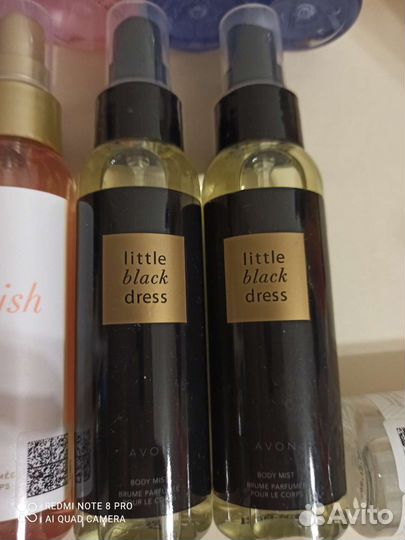 little
black
dress
AVON
BODY MIST
BRUME PARFUMÉE
POUR LE CORPS
little
black
dress
AVON
BODY MIST
BRUME PARFUMÉE
POUR LE CORPS
ish
REDMI NOTE 8 PRO
AI QUAD CAMERA
Avito